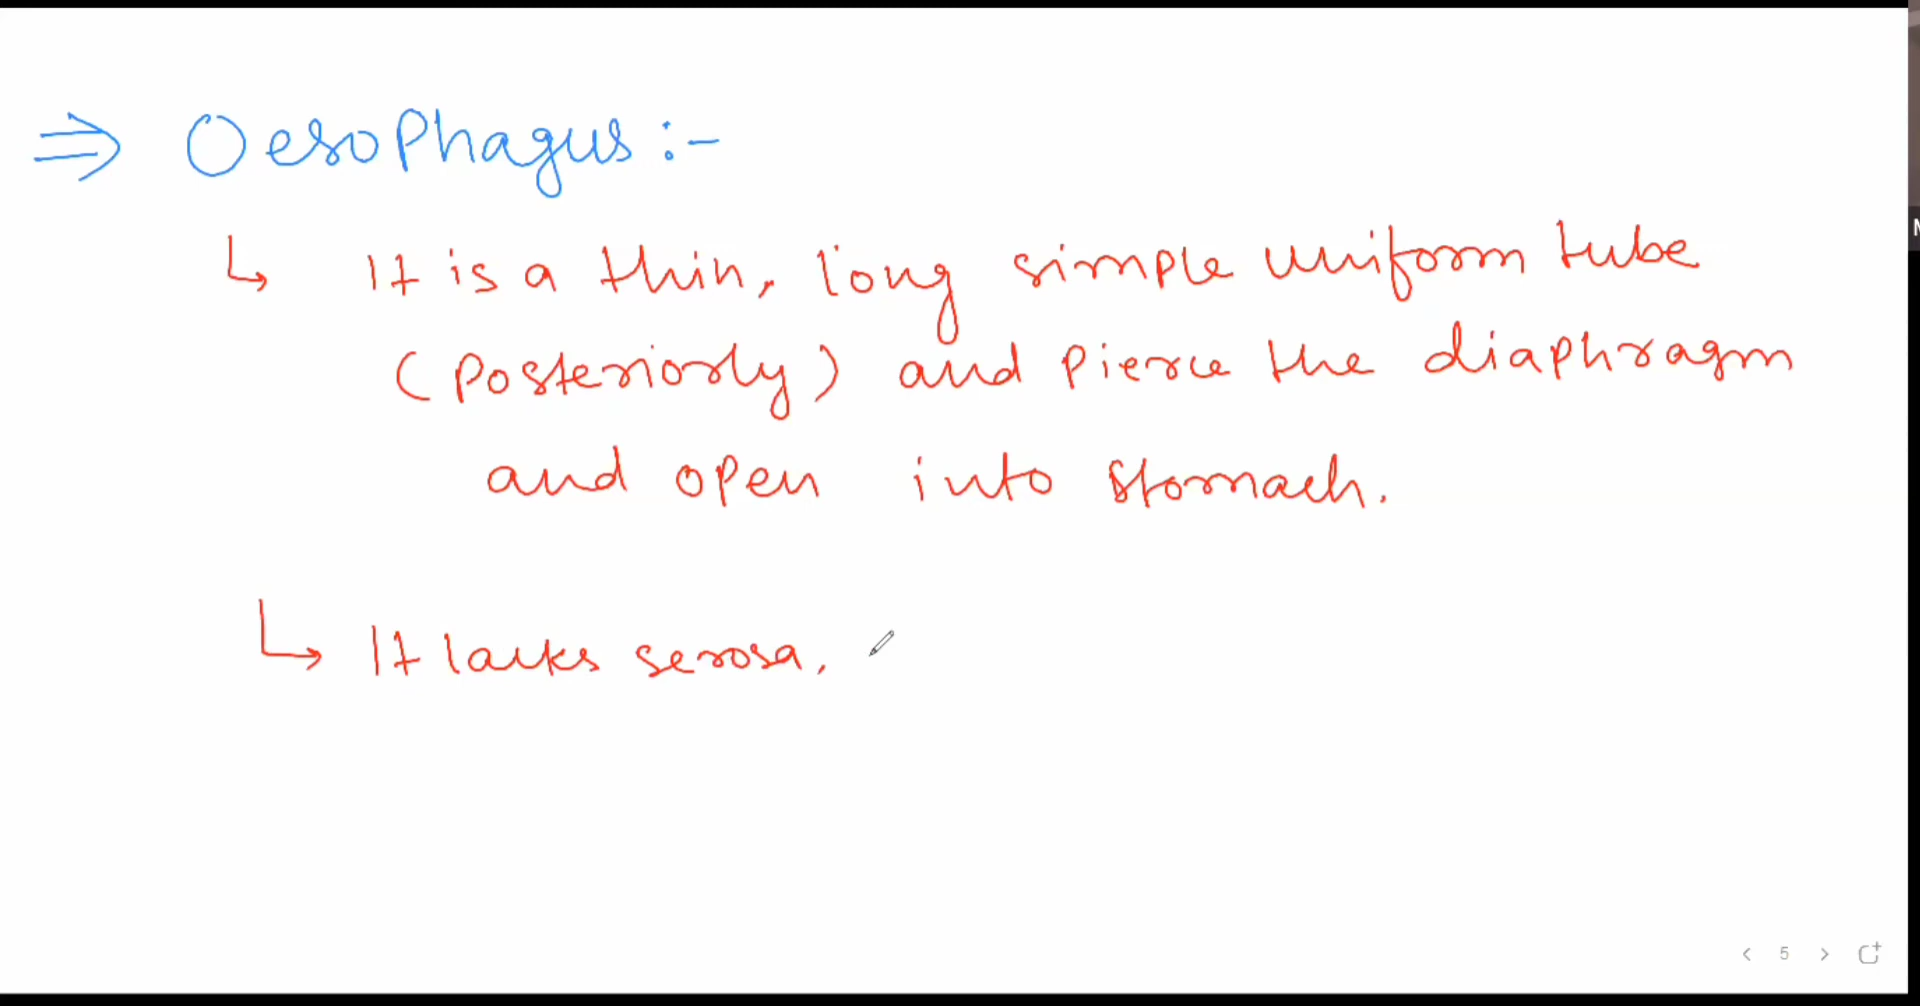 ⇒ Oesophagus :-
↳ It is a thin, long simple uniform tube
(Posteriorly) and pierce the diaphragm
and open into stomach.
↳ It lacks serosa.
< 5 >